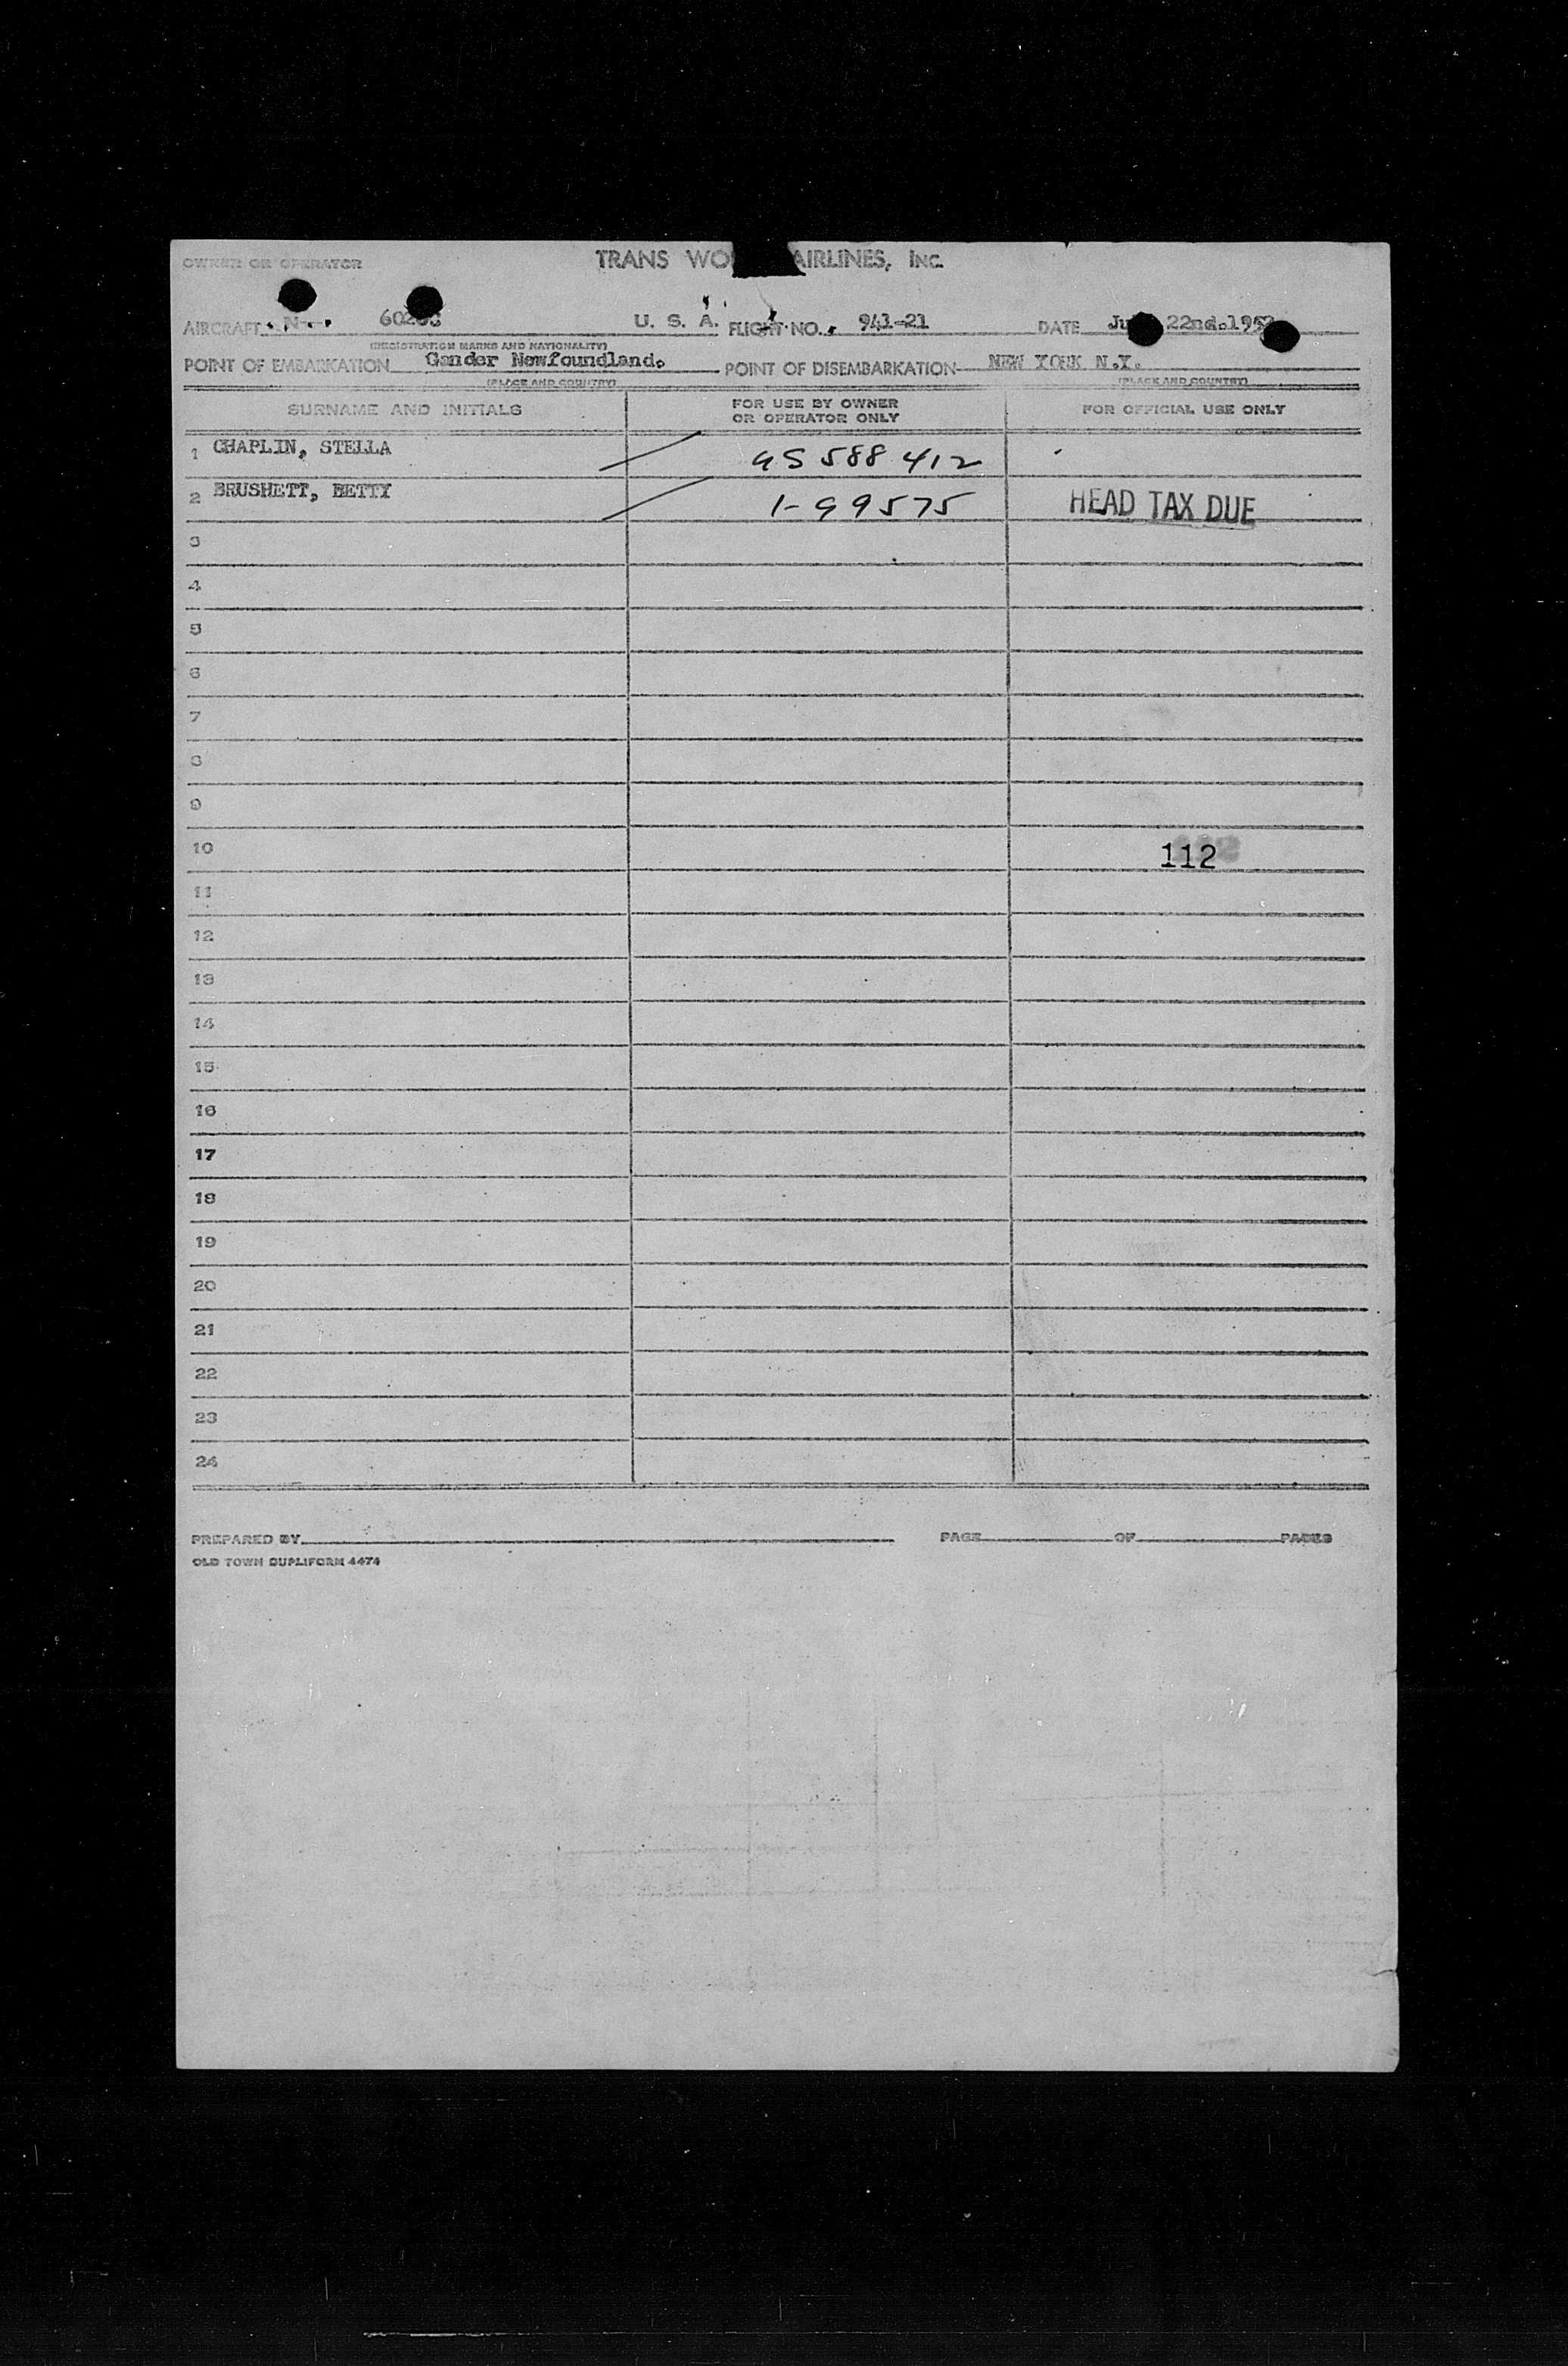 OWNER OR OPERATOR TRANS WO AIRLINES, INC.
AIRCRAFT N- U. S. A. FLIGHT NO. 941-21 DATE 22nd.195
(REGISTRATION MARKS AND NATIONALITY)
POINT OF EMBARKATION Gander Newfoundland. POINT OF DISEMBARKATION NEW YORK N.Y.
(PLACE AND COUNTRY) (PLACE AND COUNTRY)
SURNAME AND INITIALS FOR USE BY OWNER OR OPERATOR ONLY FOR OFFICIAL USE ONLY
1 CHAPLIN, STELLA 588 412
2 BRUSHETT, BETTY 1-99575 HEAD TAX DUE
3
4
5
6
7
8
9
10 112
11
12
13
14
15
16
17
18
19
20
21
22
23
24
PREPARED BY PAGE OF PAGES
OLD TOWN DUPLIFORM 4474